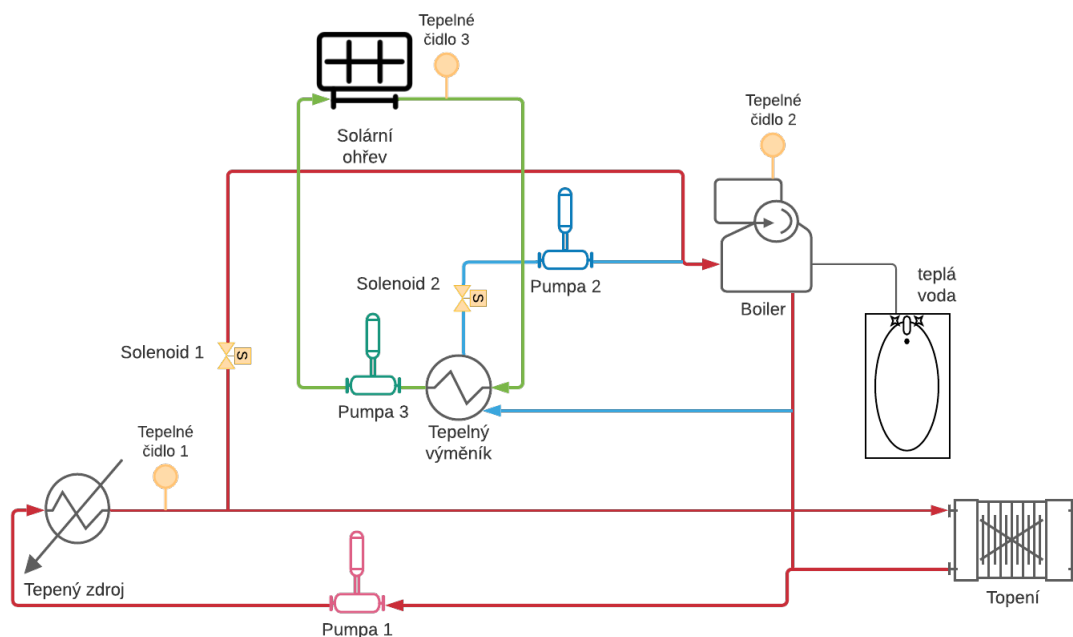 Tepelné
čidlo 3
Solární
ohřev
Tepelné
čidlo 2
Solenoid 2
S
Pumpa 2
Boiler
teplá
voda
Solenoid 1
S
Pumpa 3
Tepelný
výměník
Tepelné
čidlo 1
Tepený zdroj
Pumpa 1
Topení